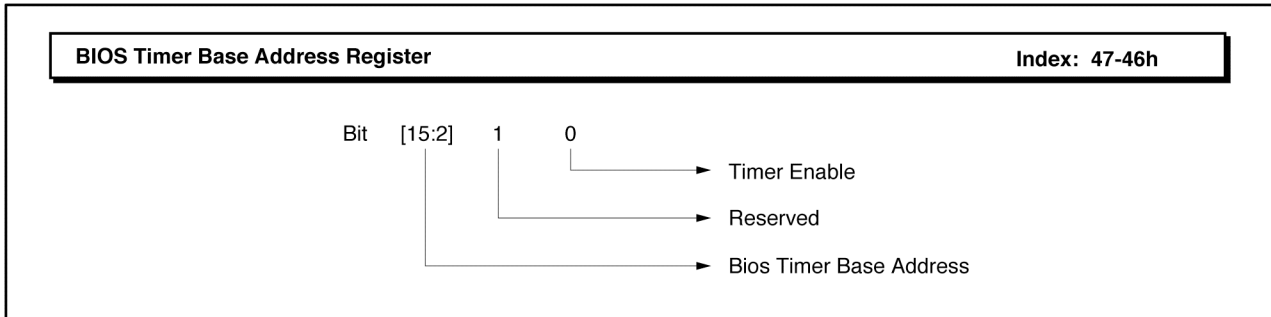 BIOS Timer Base Address Register Index: 47-46h
Bit [15:2] 1 0
Timer Enable
Reserved
Bios Timer Base Address